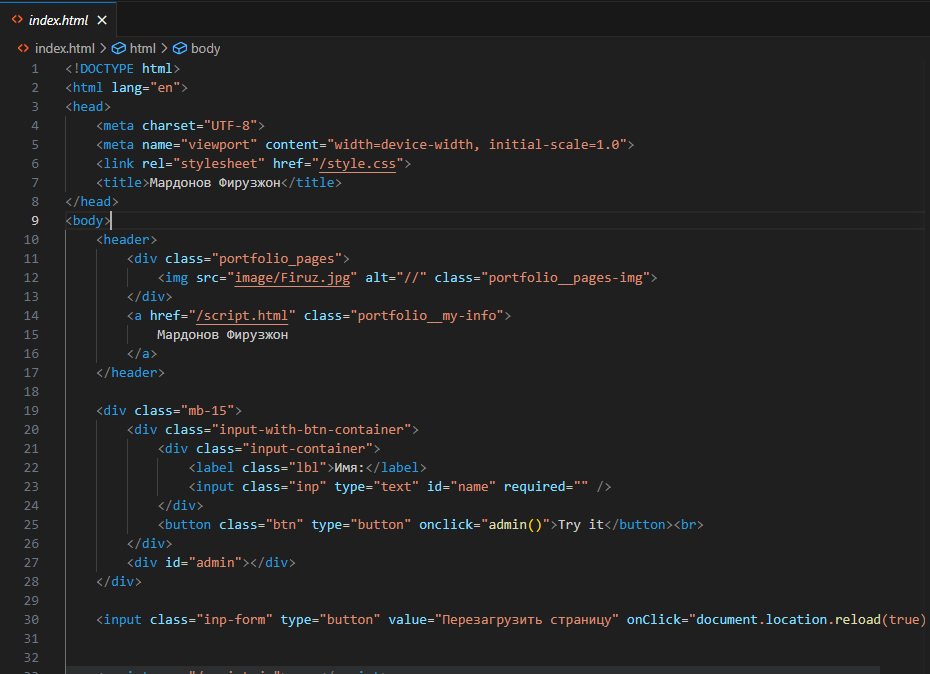 index.html
index.html > html > body
1 <!DOCTYPE html>
2 <html lang="en">
3 <head>
4 <meta charset="UTF-8">
5 <meta name="viewport" content="width=device-width, initial-scale=1.0">
6 <link rel="stylesheet" href="/style.css">
7 <title>Мардонов Фирузжон</title>
8 </head>
9 <body>
10 <header>
11 <div class="portfolio_pages">
12 <img src="image/Firuz.jpg" alt="//" class="portfolio__pages-img">
13 </div>
14 <a href="/script.html" class="portfolio__my-info">
15 Мардонов Фирузжон
16 </a>
17 </header>
18
19 <div class="mb-15">
20 <div class="input-with-btn-container">
21 <div class="input-container">
22 <label class="lbl">Имя:</label>
23 <input class="inp" type="text" id="name" required="" />
24 </div>
25 <button class="btn" type="button" onclick="admin()">Try it</button><br>
26 </div>
27 <div id="admin"></div>
28 </div>
29
30 <input class="inp-form" type="button" value="Перезагрузить страницу" onClick="document.location.reload(true)
31
32